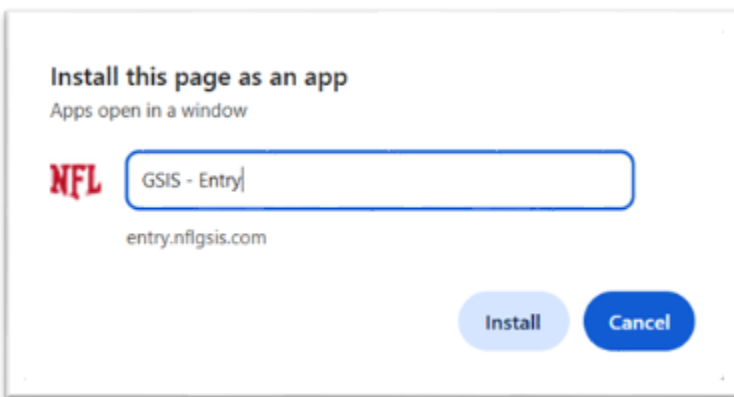 Install this page as an app
Apps open in a window
NFL
GSIS - Entry
entry.nflgsis.com
Install
Cancel